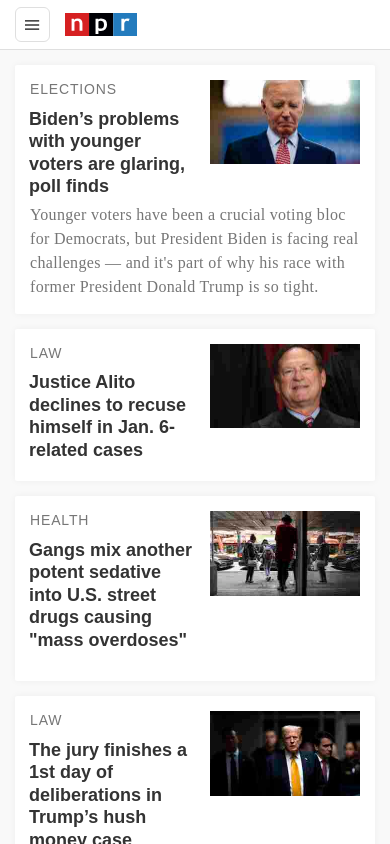 npr
ELECTIONS
Biden’s problems
with younger
voters are glaring,
poll finds
Younger voters have been a crucial voting bloc
for Democrats, but President Biden is facing real
challenges — and it's part of why his race with
former President Donald Trump is so tight.
LAW
Justice Alito
declines to recuse
himself in Jan. 6-
related cases
HEALTH
Gangs mix another
potent sedative
into U.S. street
drugs causing
"mass overdoses"
LAW
The jury finishes a
1st day of
deliberations in
Trump’s hush
money case